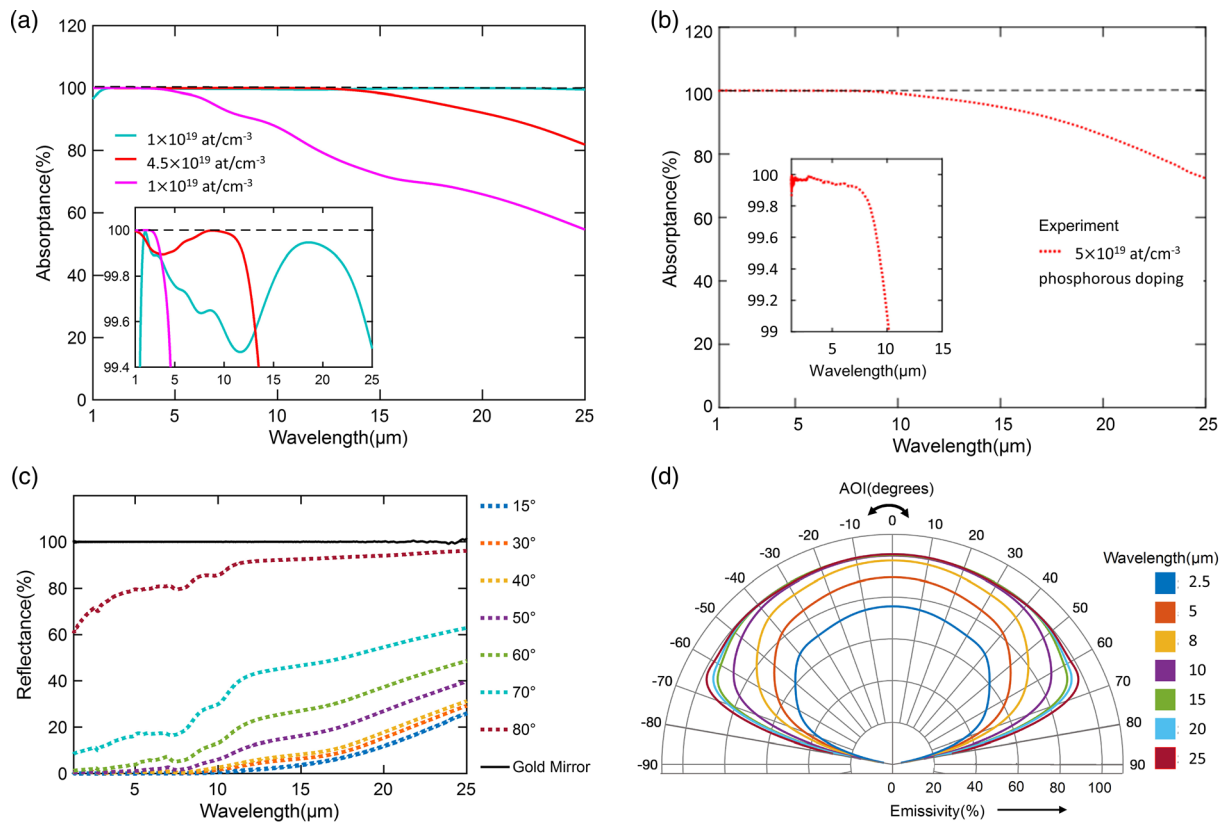 (a)
120
100
80
60
40
20
0
Absorptance(%)
1×10¹⁹ at/cm⁻³
4.5×10¹⁹ at/cm⁻³
1×10¹⁹ at/cm⁻³
100
99.8
99.6
99.4
1 5 10 15 20 25
1 5 10 15 20 25
Wavelength(μm)
(b)
120
100
80
60
40
20
0
Absorptance(%)
100
99.8
99.6
99.4
99.2
99
5 10 15
Wavelength(μm)
Experiment
5×10¹⁹ at/cm⁻³
phosphorous doping
1 5 10 15 20 25
Wavelength(μm)
(c)
100
80
60
40
20
0
Reflectance(%)
5 10 15 20 25
Wavelength(μm)
15°
30°
40°
50°
60°
70°
80°
Gold Mirror
(d)
AOI(degrees)
-90 -80 -70 -60 -50 -40 -30 -20 -10 0 10 20 30 40 50 60 70 80 90
0 20 40 60 80 100
Emissivity(%)
Wavelength(μm)
2.5
5
8
10
15
20
25